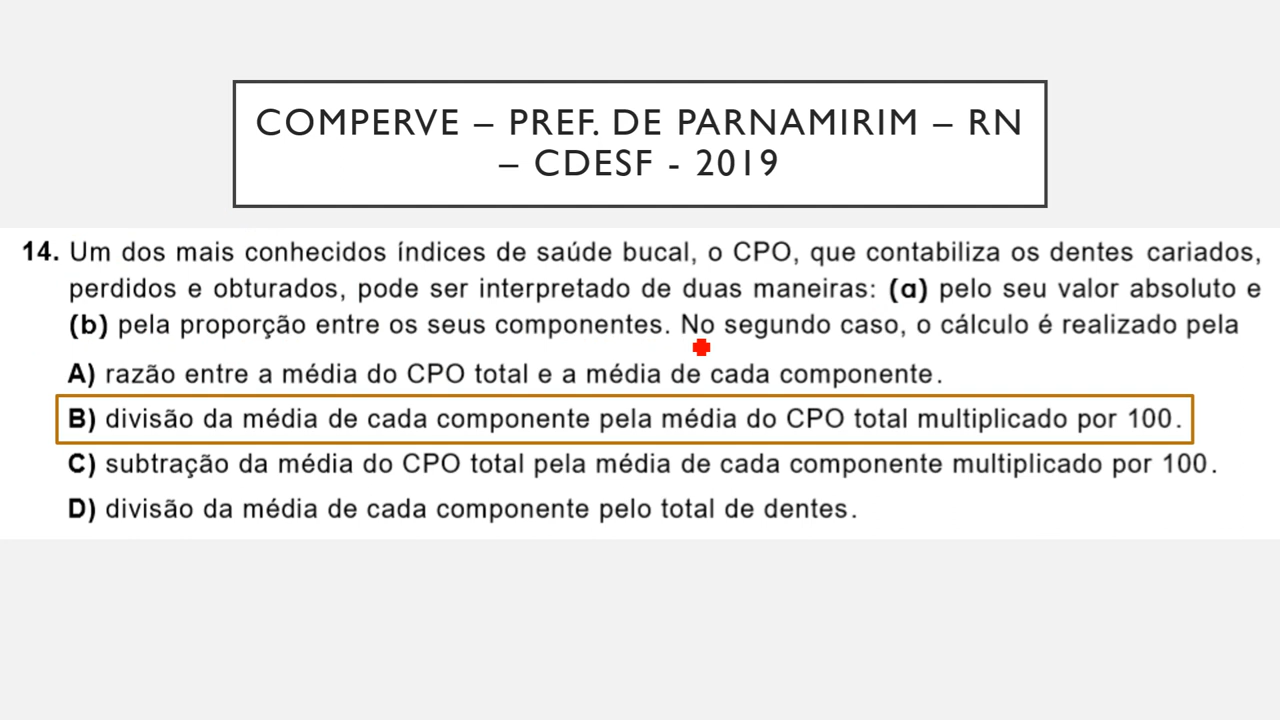 COMPERVE – PREF. DE PARNAMIRIM – RN
– CDESF - 2019
14. Um dos mais conhecidos índices de saúde bucal, o CPO, que contabiliza os dentes cariados,
perdidos e obturados, pode ser interpretado de duas maneiras: (a) pelo seu valor absoluto e
(b) pela proporção entre os seus componentes. No segundo caso, o cálculo é realizado pela
A) razão entre a média do CPO total e a média de cada componente.
B) divisão da média de cada componente pela média do CPO total multiplicado por 100.
C) subtração da média do CPO total pela média de cada componente multiplicado por 100.
D) divisão da média de cada componente pelo total de dentes.